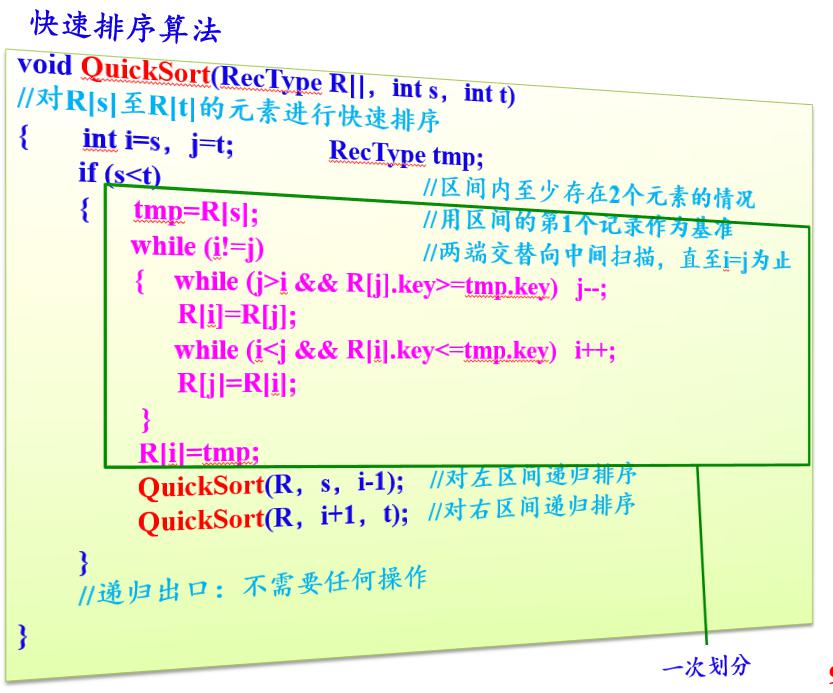 快速排序算法
void QuickSort(RecType R[], int s, int t)
//对R[s]至R[t]的元素进行快速排序
{ int i=s, j=t; RecType tmp;
if (s<t) //区间内至少存在2个元素的情况
{ tmp=R[s]; //用区间的第1个记录作为基准
while (i!=j) //两端交替向中间扫描，直至i=j为止
{ while (j>i && R[j].key>=tmp.key) j--;
R[i]=R[j];
while (i<j && R[i].key<=tmp.key) i++;
R[j]=R[i];
}
R[i]=tmp;
QuickSort(R, s, i-1); //对左区间递归排序
QuickSort(R, i+1, t); //对右区间递归排序
}
//递归出口：不需要任何操作
}
一次划分